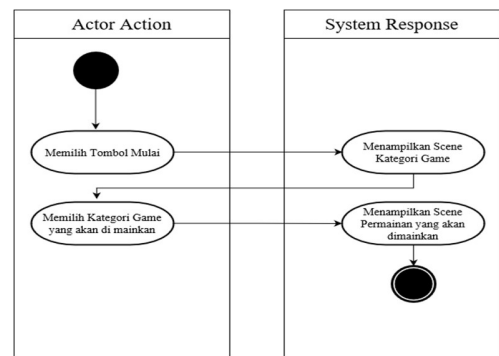 Actor Action
System Response
Memilih Tombol Mulai
Menampilkan Scene
Kategori Game
Memilih Kategori Game
yang akan di mainkan
Menampilkan Scene
Permainan yang akan
dimainkan